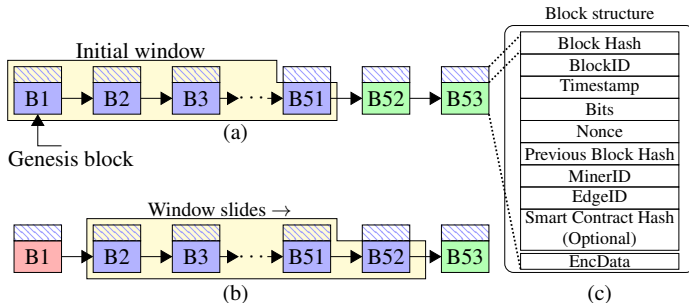 Initial window
B1
B2
B3
· · ·
B51
B52
B53
(a)
Genesis block
Window slides →
B1
B2
B3
· · ·
B51
B52
B53
(b)
Block structure
Block Hash
BlockID
Timestamp
Bits
Nonce
Previous Block Hash
MinerID
EdgeID
Smart Contract Hash
(Optional)
EncData
(c)